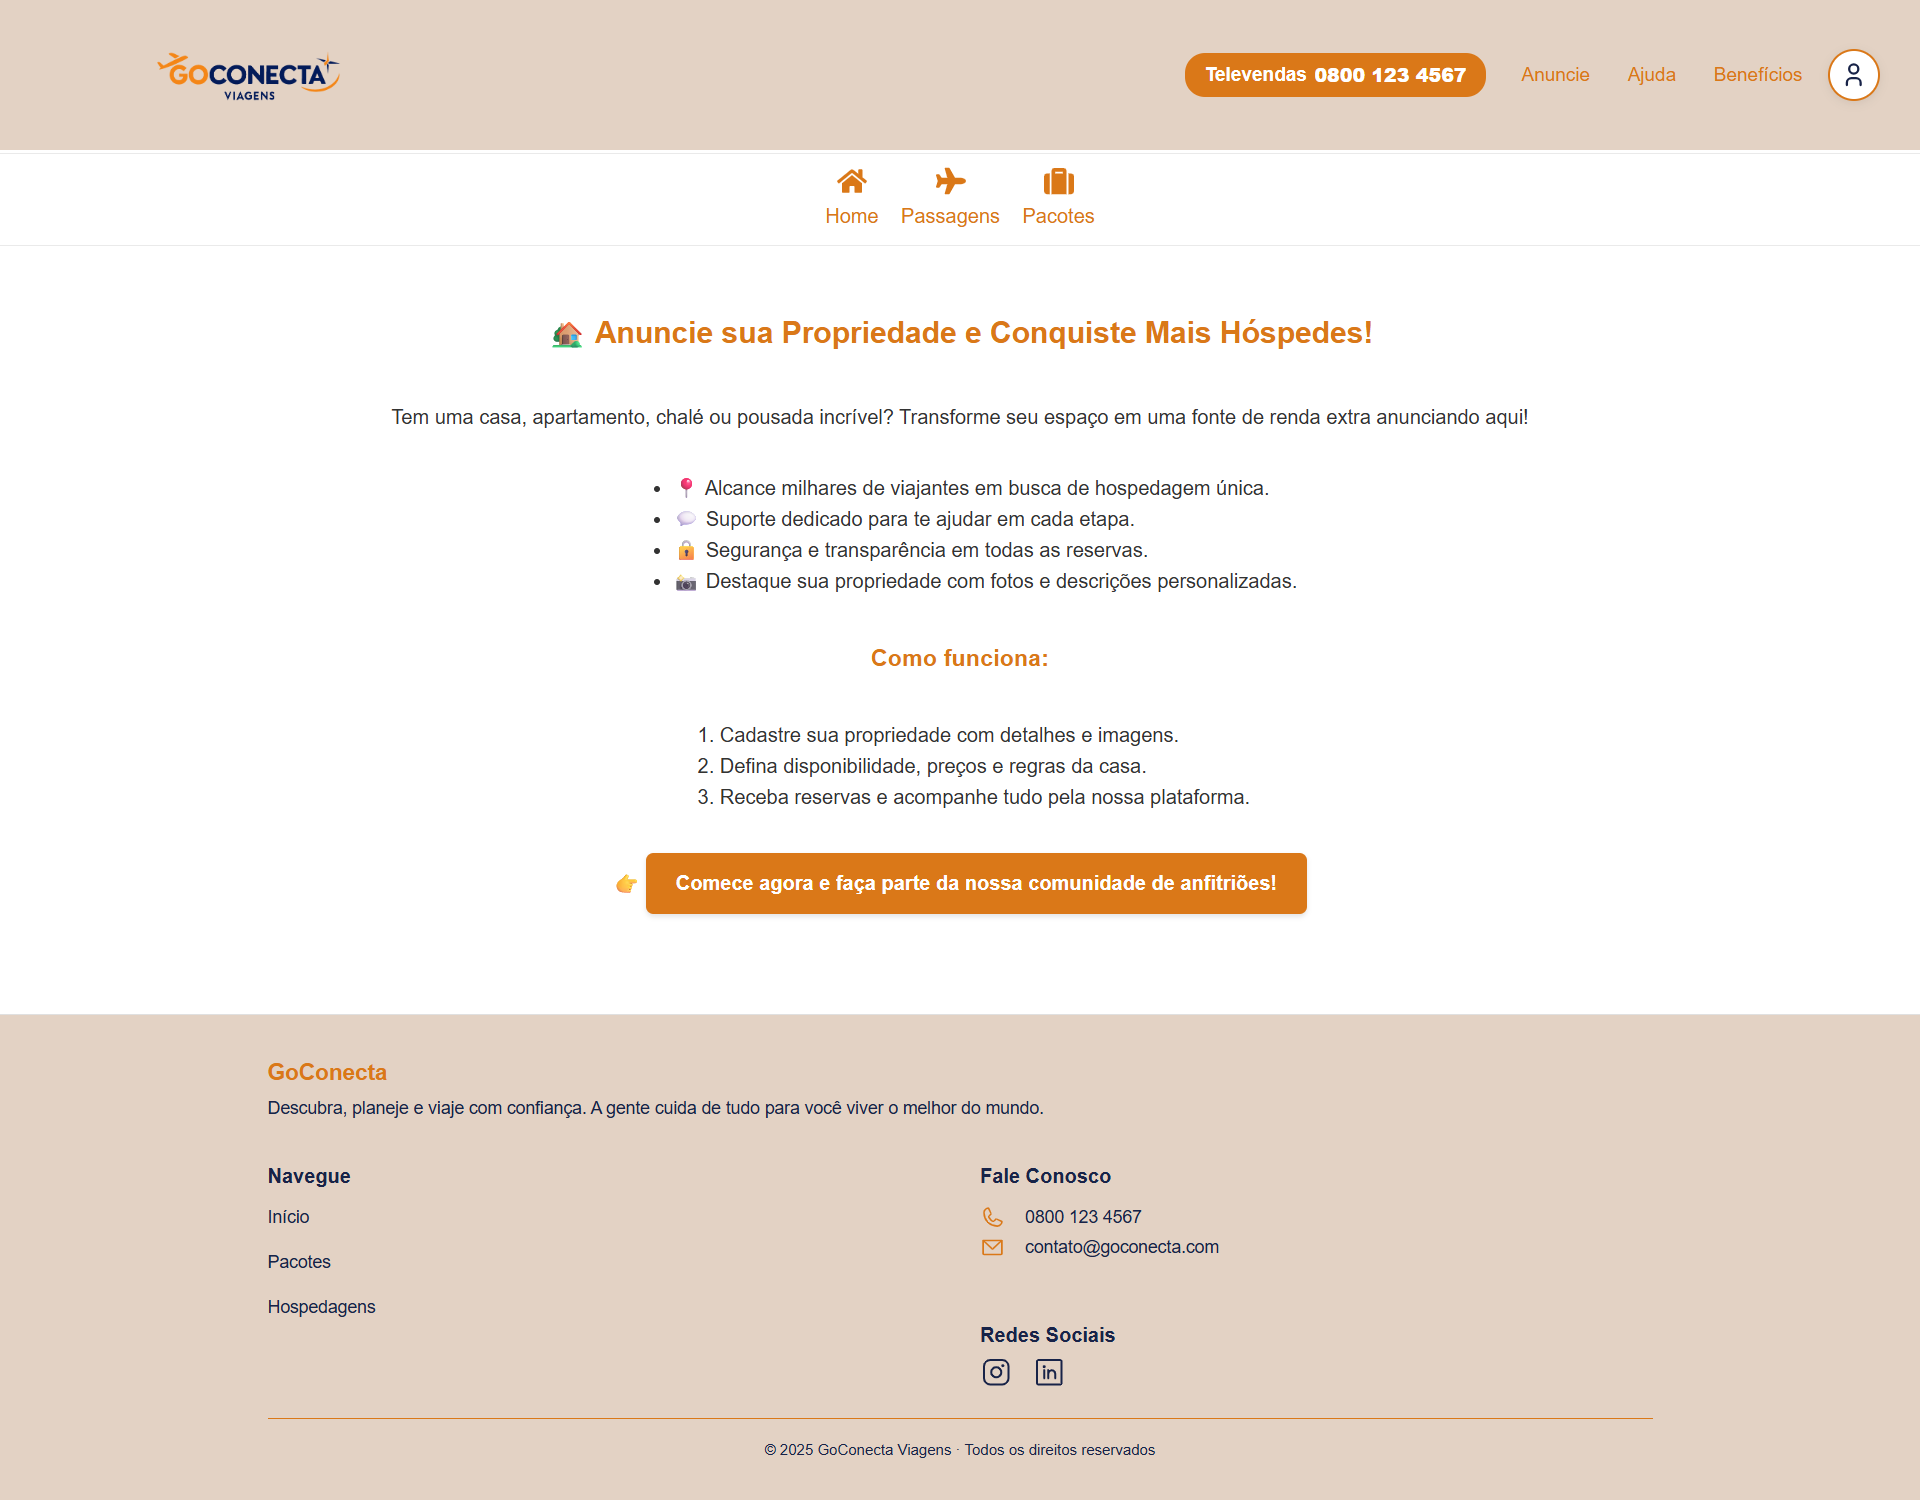 GOCONECTA
VIAGENS
Televendas 0800 123 4567
Anuncie
Ajuda
Benefícios
Home
Passagens
Pacotes
Anuncie sua Propriedade e Conquiste Mais Hóspedes!
Tem uma casa, apartamento, chalé ou pousada incrível? Transforme seu espaço em uma fonte de renda extra anunciando aqui!
• Alcance milhares de viajantes em busca de hospedagem única.
• Suporte dedicado para te ajudar em cada etapa.
• Segurança e transparência em todas as reservas.
• Destaque sua propriedade com fotos e descrições personalizadas.
Como funciona:
1. Cadastre sua propriedade com detalhes e imagens.
2. Defina disponibilidade, preços e regras da casa.
3. Receba reservas e acompanhe tudo pela nossa plataforma.
Comece agora e faça parte da nossa comunidade de anfitriões!
GoConecta
Descubra, planeje e viaje com confiança. A gente cuida de tudo para você viver o melhor do mundo.
Navegue
Início
Pacotes
Hospedagens
Fale Conosco
0800 123 4567
contato@goconecta.com
Redes Sociais
© 2025 GoConecta Viagens · Todos os direitos reservados